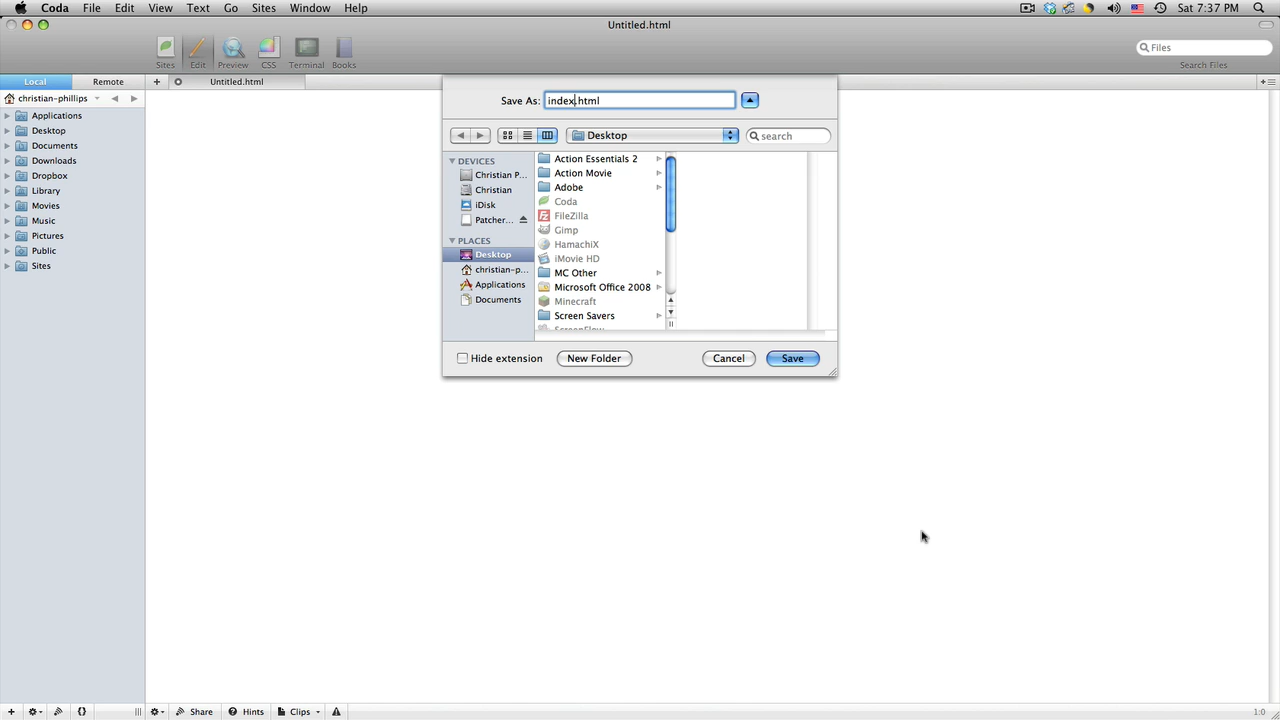 Coda File Edit View Text Go Sites Window Help Sat 7:37 PM
Untitled.html
Sites Edit Preview CSS Terminal Books
Files
Search Files
Local Remote Untitled.html
christian-phillips
Applications
Desktop
Documents
Downloads
Dropbox
Library
Movies
Music
Pictures
Public
Sites
Save As: index.html
Desktop
search
DEVICES
Christian P...
Christian
iDisk
Patcher...
PLACES
Desktop
christian-p...
Applications
Documents
Action Essentials 2
Action Movie
Adobe
Coda
FileZilla
Gimp
HamachiX
iMovie HD
MC Other
Microsoft Office 2008
Minecraft
Screen Savers
ScreenFlow
Hide extension New Folder Cancel Save
Share Hints Clips 1:0